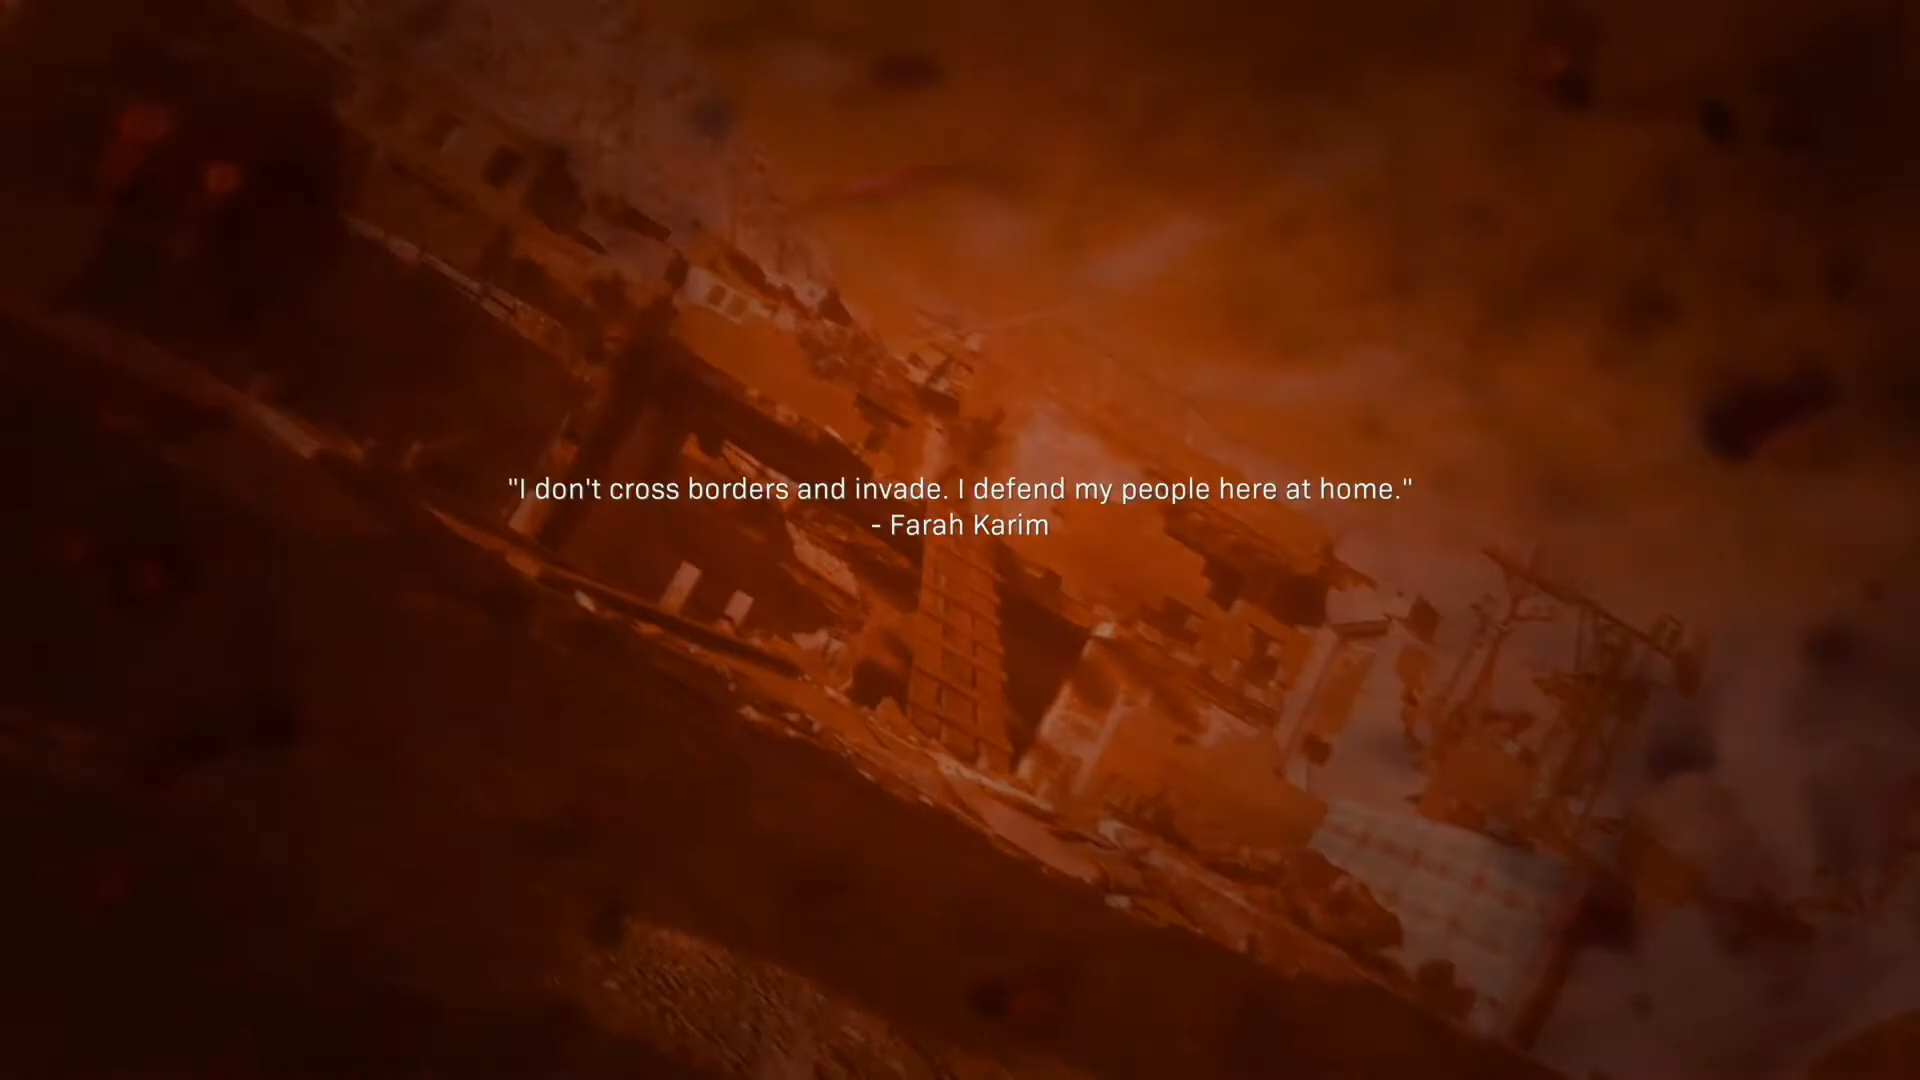 "I don't cross borders and invade. I defend my people here at home."
- Farah Karim